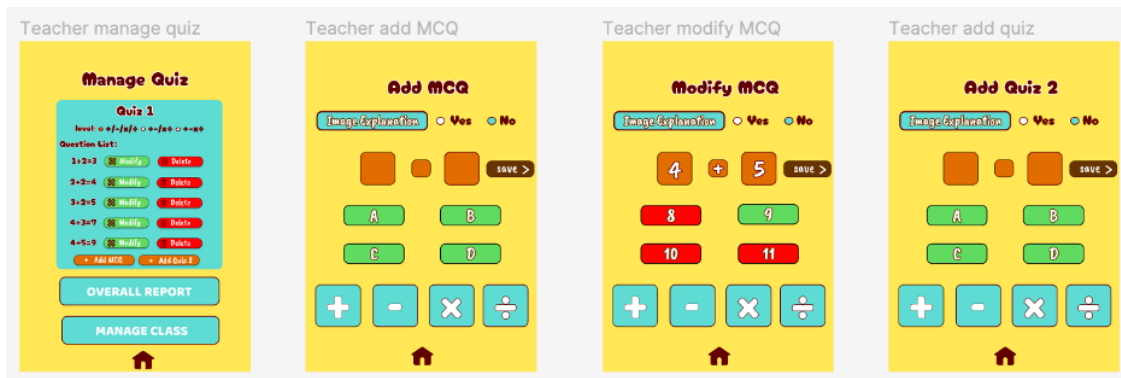 Teacher manage quiz
Manage Quiz
Quiz 1
level: +/-/x/÷ +-/x÷ +-x÷
Question List:
1+2=3 Modify Delete
2+2=4 Modify Delete
3+2=5 Modify Delete
4+3=7 Modify Delete
4+5=9 Modify Delete
+ Add MCQ + Add Quiz 2
OVERALL REPORT
MANAGE CLASS
Teacher add MCQ
Add MCQ
Image Explanation Yes No
save >
A B
C D
+ - × ÷
Teacher modify MCQ
Modify MCQ
Image Explanation Yes No
4 + 5 save >
8 9
10 11
+ - × ÷
Teacher add quiz
Add Quiz 2
Image Explanation Yes No
save >
A B
C D
+ - × ÷